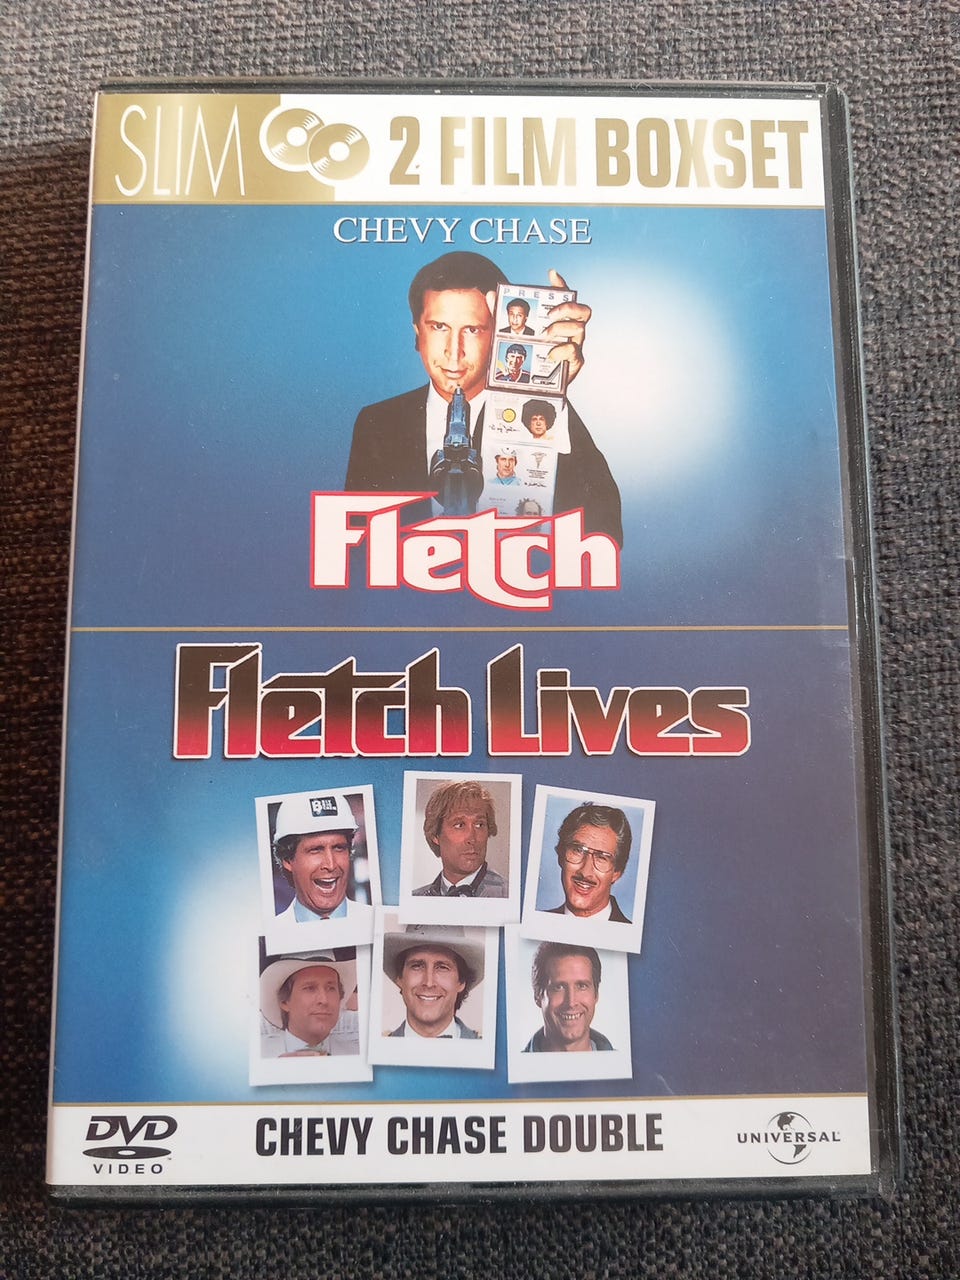 SLIM 2 FILM BOXSET
CHEVY CHASE
PRESS
Fletch
Fletch Lives
DVD
VIDEO
CHEVY CHASE DOUBLE
UNIVERSAL